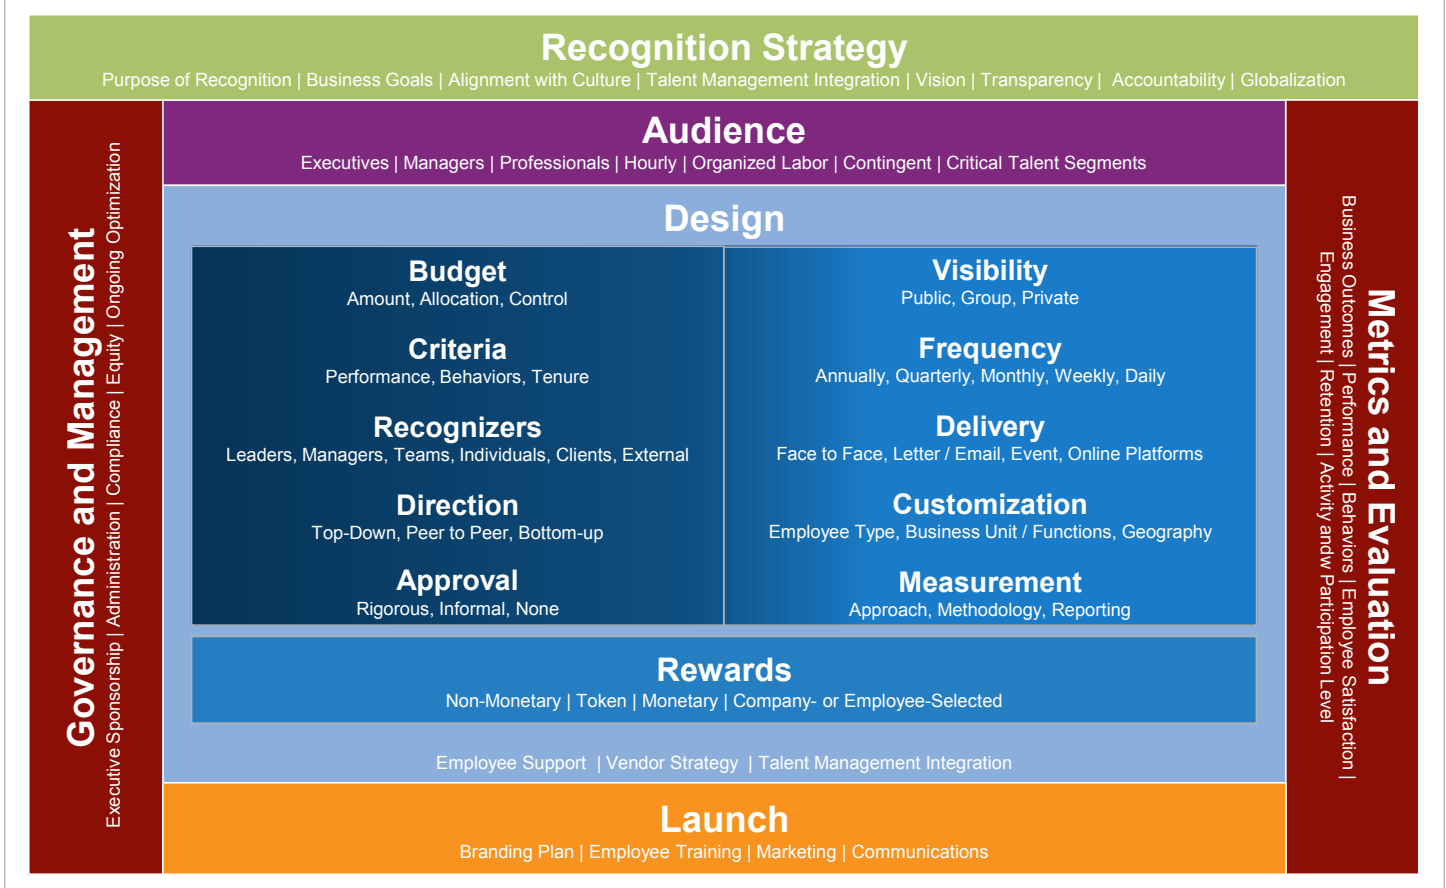 Recognition Strategy
Purpose of Recognition | Business Goals | Alignment with Culture | Talent Management Integration | Vision | Transparency | Accountability | Globalization
Governance and Management
Executive Sponsorship | Administration | Compliance | Equity | Ongoing Optimization
Audience
Executives | Managers | Professionals | Hourly | Organized Labor | Contingent | Critical Talent Segments
Design
Budget
Amount, Allocation, Control
Criteria
Performance, Behaviors, Tenure
Recognizers
Leaders, Managers, Teams, Individuals, Clients, External
Direction
Top-Down, Peer to Peer, Bottom-up
Approval
Rigorous, Informal, None
Visibility
Public, Group, Private
Frequency
Annually, Quarterly, Monthly, Weekly, Daily
Delivery
Face to Face, Letter / Email, Event, Online Platforms
Customization
Employee Type, Business Unit / Functions, Geography
Measurement
Approach, Methodology, Reporting
Rewards
Non-Monetary | Token | Monetary | Company- or Employee-Selected
Employee Support | Vendor Strategy | Talent Management Integration
Launch
Branding Plan | Employee Training | Marketing | Communications
Metrics and Evaluation
Business Outcomes | Performance | Behaviors | Employee Satisfaction |
Engagement | Retention | Activity andw Participation Level